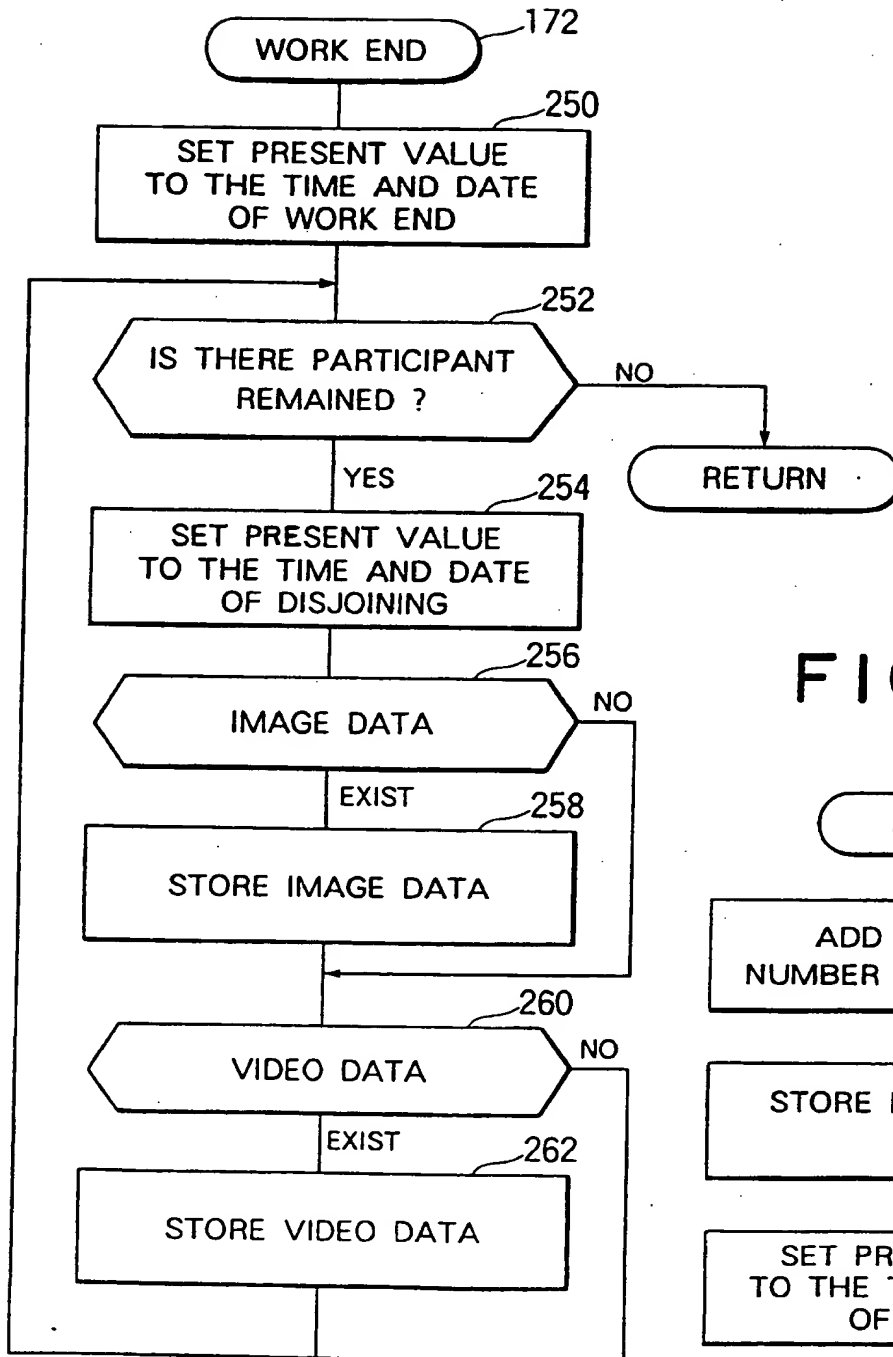 WORK END
172
250
SET PRESENT VALUE
TO THE TIME AND DATE
OF WORK END
252
IS THERE PARTICIPANT
REMAINED ?
NO
RETURN
YES
254
SET PRESENT VALUE
TO THE TIME AND DATE
OF DISJOINING
256
IMAGE DATA
NO
EXIST
258
STORE IMAGE DATA
260
VIDEO DATA
NO
EXIST
262
STORE VIDEO DATA
FI
ADD
NUMBER
STORE
SET PR
TO THE
OF